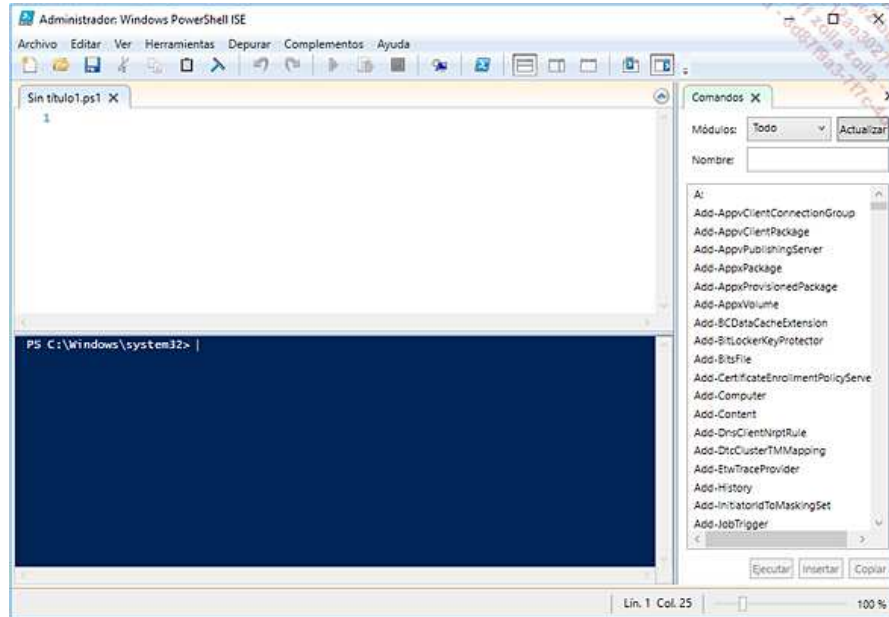 Administrador: Windows PowerShell ISE
Archivo Editar Ver Herramientas Depurar Complementos Ayuda
Sin título1.ps1 X
1
PS C:\Windows\system32>
Comandos X
Módulos: Todo Actualizar
Nombre:
A:
Add-AppvClientConnectionGroup
Add-AppvClientPackage
Add-AppvPublishingServer
Add-AppxPackage
Add-AppxProvisionedPackage
Add-AppxVolume
Add-BCDataCacheExtension
Add-BitLockerKeyProtector
Add-BitsFile
Add-CertificateEnrollmentPolicyServe
Add-Computer
Add-Content
Add-DnsClientNrptRule
Add-DtcClusterTMMapping
Add-EtwTraceProvider
Add-History
Add-InitiatorIdToMaskingSet
Add-JobTrigger
Ejecutar Insertar Copiar
Lín. 1 Col. 25 100 %